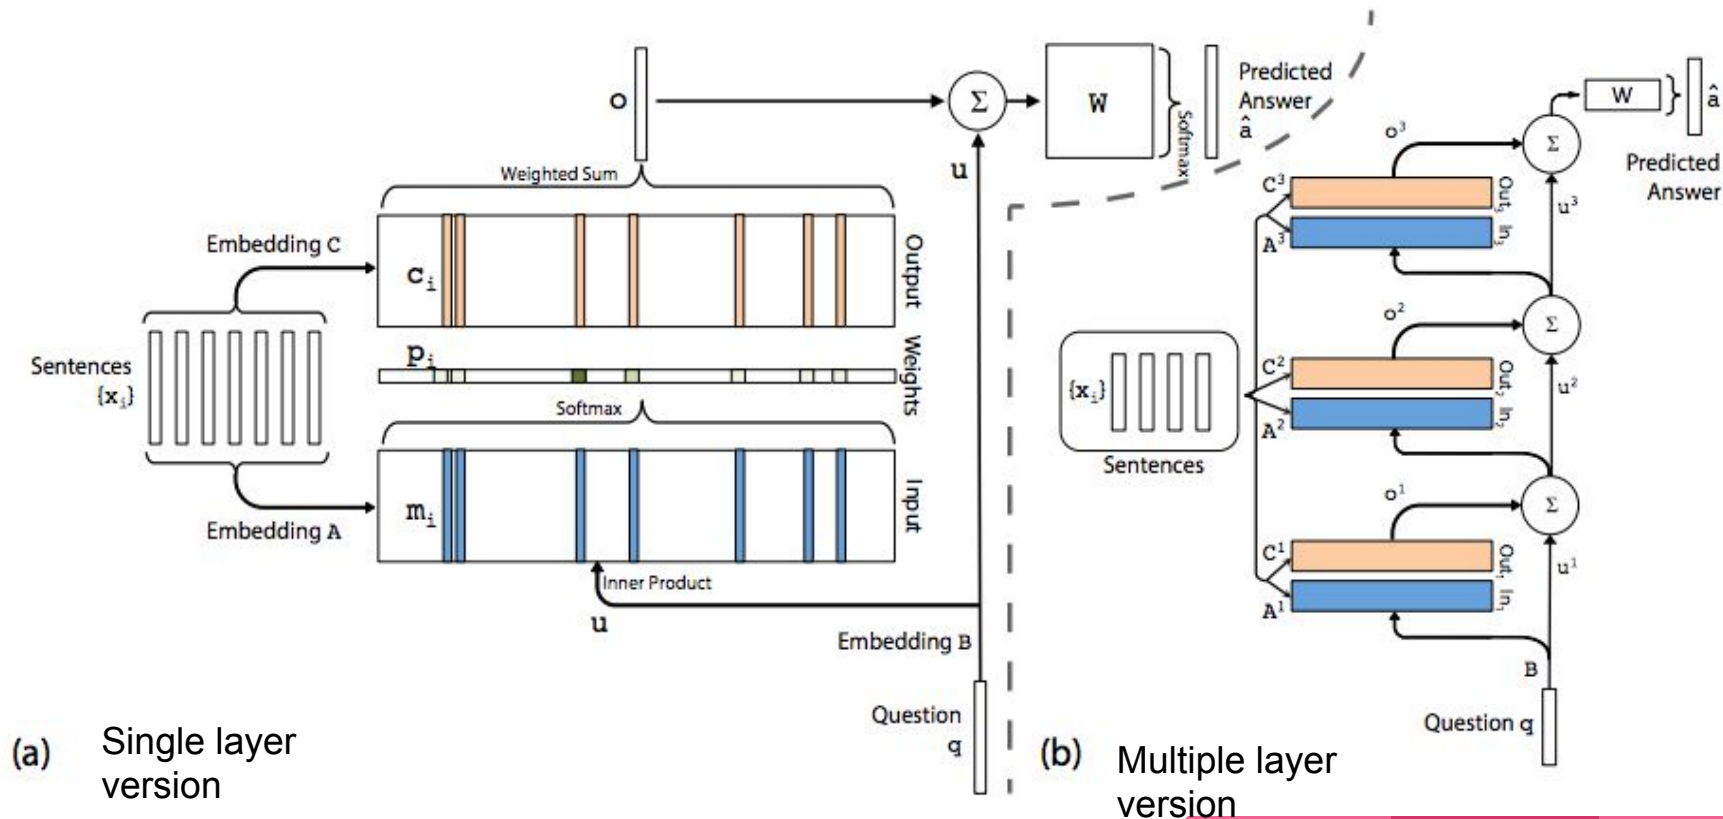 o
Σ
W
Softmax
Predicted
Answer
â
u
Weighted Sum
Embedding C
c_i
Output
Sentences
{x_i}
p_i
Weights
Softmax
m_i
Input
Embedding A
Inner Product
u
Embedding B
Question
q
(a)
Single layer
version
W
â
Predicted
Answer
Σ
o³
u³
C³
Out₃
A³
In₃
Σ
o²
u²
C²
Out₂
A²
In₂
{x_i}
Sentences
Σ
o¹
u¹
C¹
Out₁
A¹
In₁
B
Question q
(b)
Multiple layer
version